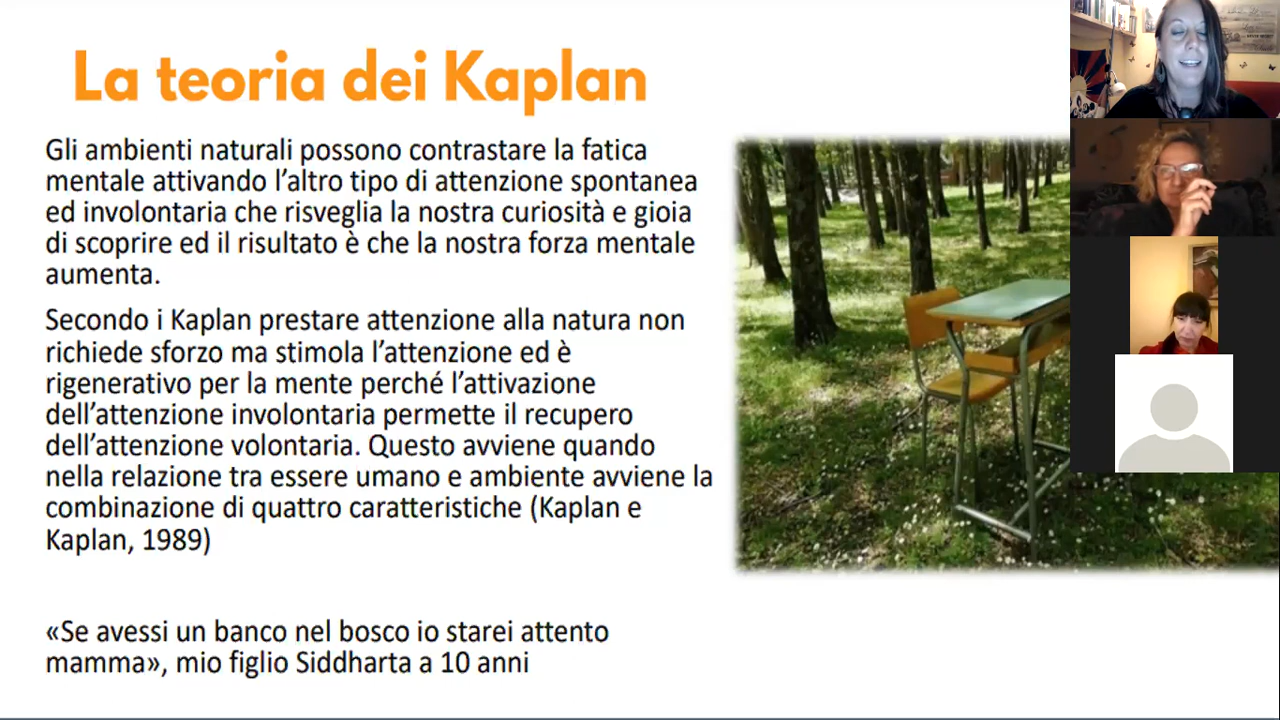 La teoria dei Kaplan
Gli ambienti naturali possono contrastare la fatica
mentale attivando l'altro tipo di attenzione spontanea
ed involontaria che risveglia la nostra curiosità e gioia
di scoprire ed il risultato è che la nostra forza mentale
aumenta.
Secondo i Kaplan prestare attenzione alla natura non
richiede sforzo ma stimola l'attenzione ed è
rigenerativo per la mente perché l'attivazione
dell'attenzione involontaria permette il recupero
dell'attenzione volontaria. Questo avviene quando
nella relazione tra essere umano e ambiente avviene la
combinazione di quattro caratteristiche (Kaplan e
Kaplan, 1989)
«Se avessi un banco nel bosco io starei attento
mamma», mio figlio Siddharta a 10 anni